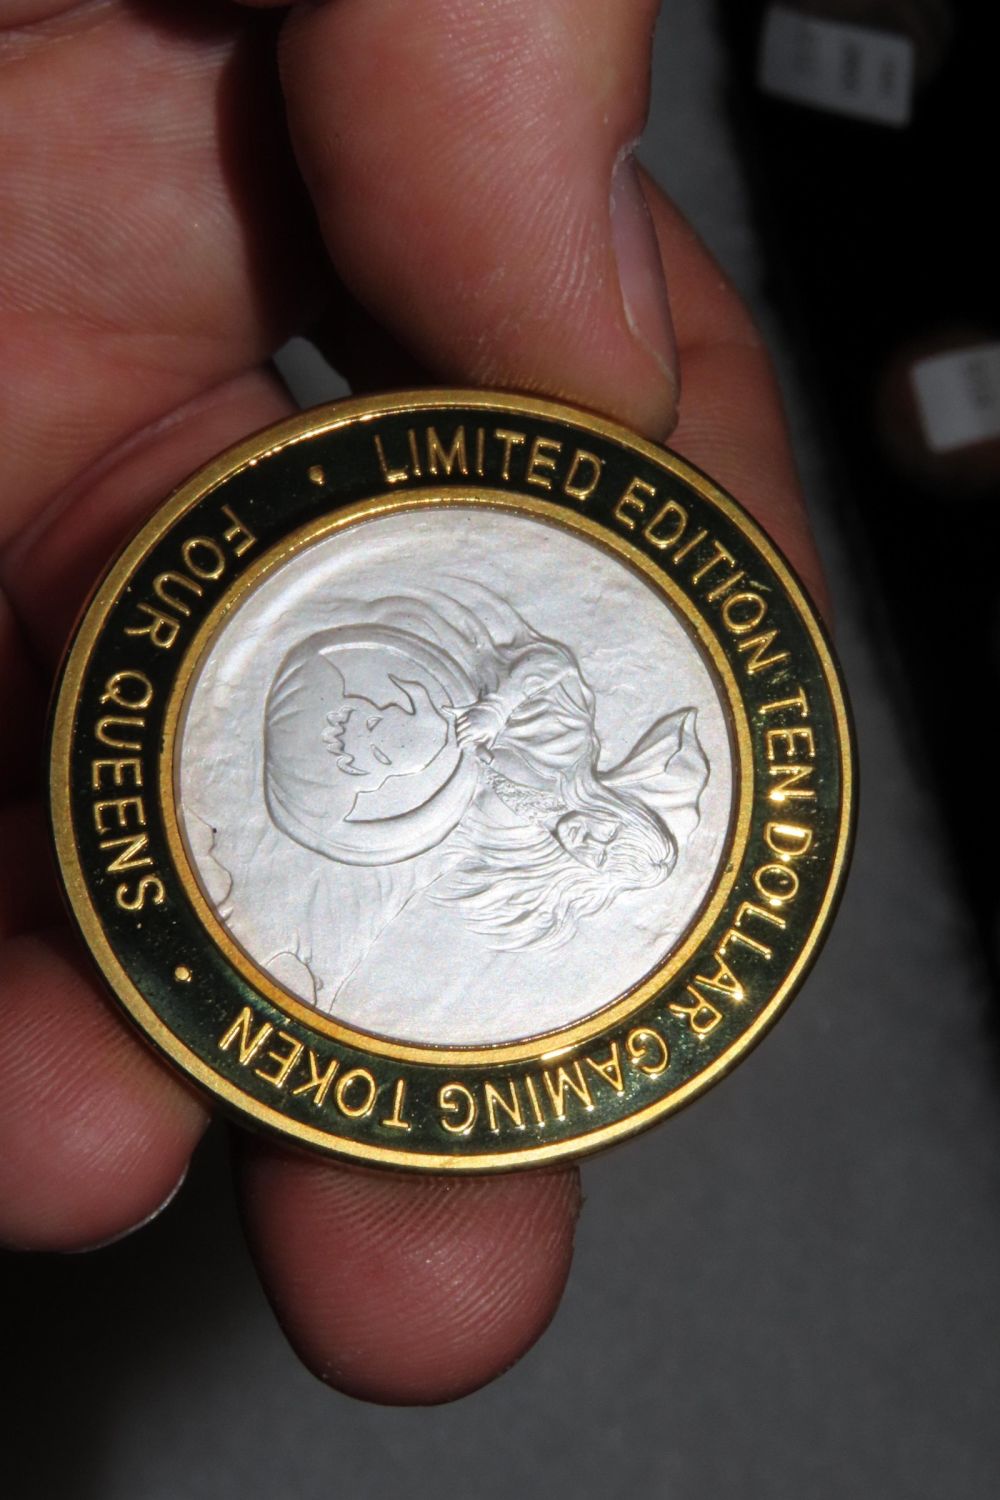 LIMITED EDITION TEN DOLLAR GAMING TOKEN
FOUR QUEENS